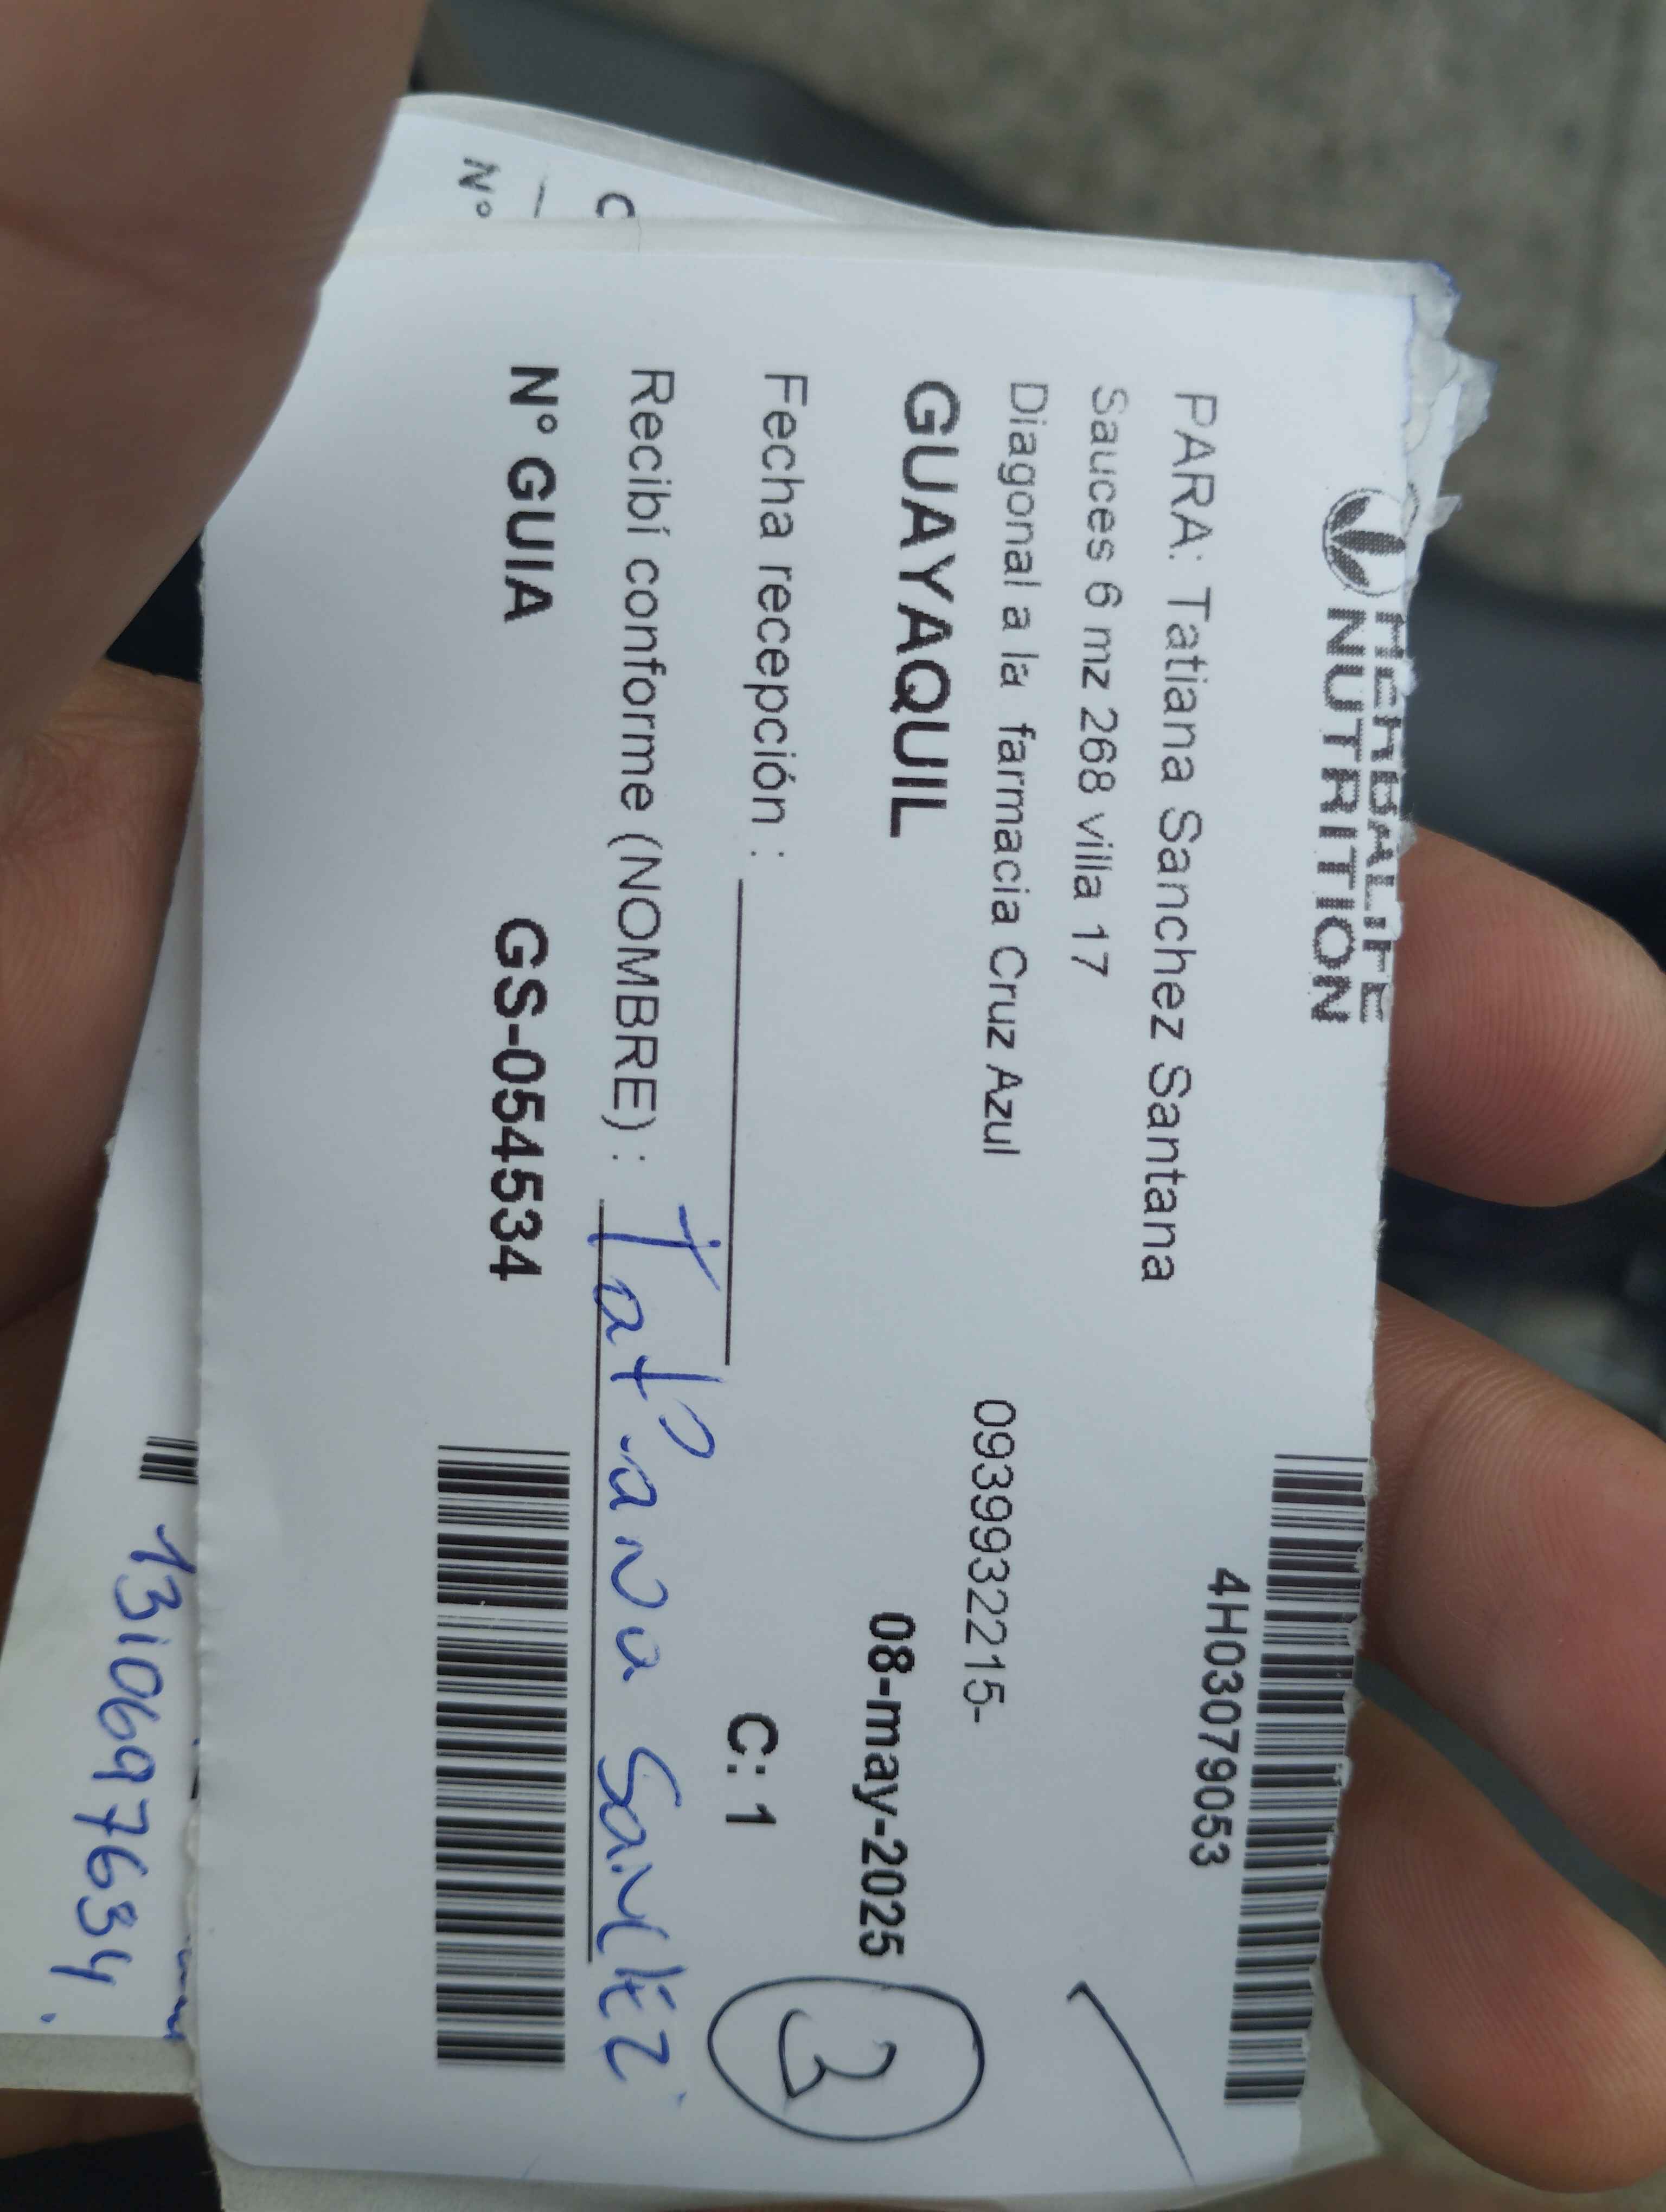 HERBALIFE
NUTRITION
4H03079053
PARA: Tatiana Sanchez Santana
Sauces 6 mz 268 villa 17
Diagonal a la farmacia Cruz Azul
0939932215-
GUAYAQUIL
08-may-2025
3
Fecha recepción :
C: 1
Recibí conforme (NOMBRE) : Tatiana Sanchez
N° GUIA GS-054534
C
N°
1310697634